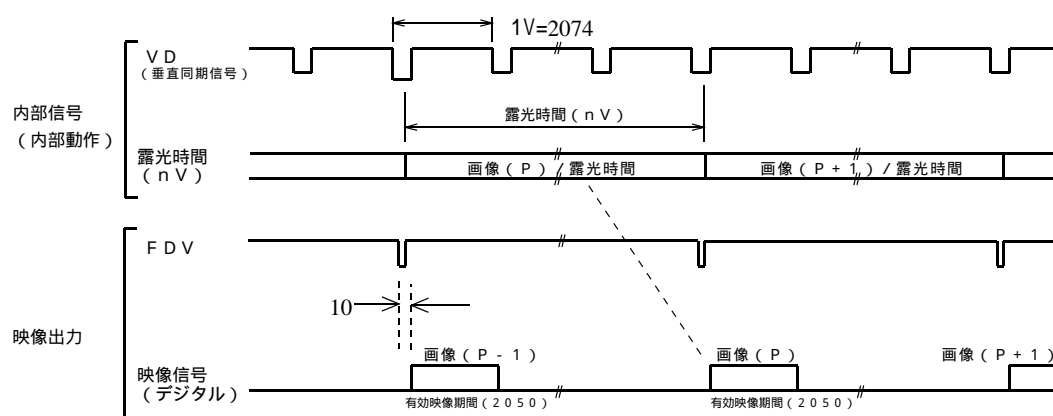 1V=2074
VD
(垂直同期信号)
内部信号
(内部動作)
露光時間(nV)
露光時間
(nV)
画像(P)/露光時間
画像(P+1)/露光時間
FDV
10
映像出力
画像(P-1)
画像(P)
画像(P+1)
映像信号
(デジタル)
有効映像期間(2050)
有効映像期間(2050)